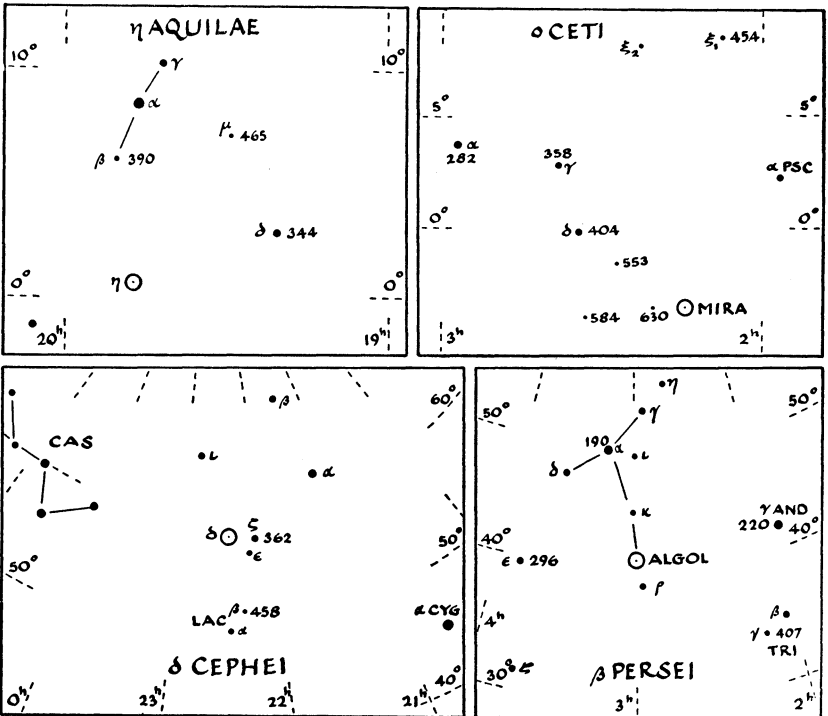 η AQUILAE
10°
10°
γ
α
μ
465
β 390
δ 344
0°
η
0°
20ʰ
19ʰ
ο CETI
ξ₂
ξ₁ 454
5°
5°
α
282
358
γ
α PSC
0°
δ 404
0°
553
584
630
MIRA
3ʰ
2ʰ
β
60°
CAS
ι
α
δ
ζ
362
ε
50°
50°
LAC
β 458
α
α CYG
δ CEPHEI
40°
0ʰ
23ʰ
22ʰ
21ʰ
η
50°
γ
50°
190 α
ι
δ
κ
γ AND
220
40°
40°
ε 296
ALGOL
ρ
4ʰ
β
γ 407
TRI
30°
ξ
β PERSEI
3ʰ
2ʰ